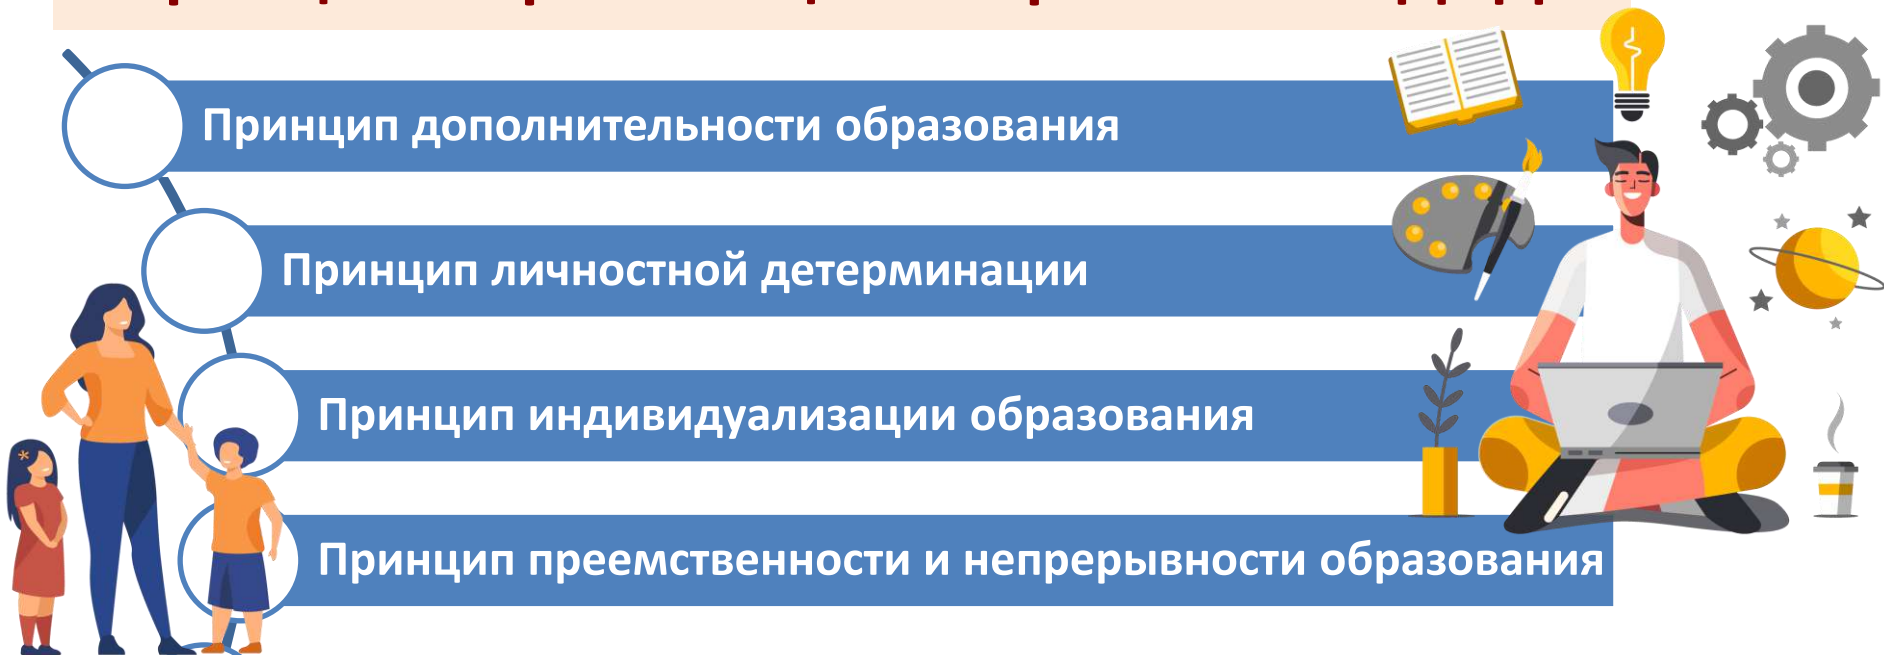 Принцип дополнительности образования
Принцип личностной детерминации
Принцип индивидуализации образования
Принцип преемственности и непрерывности образования